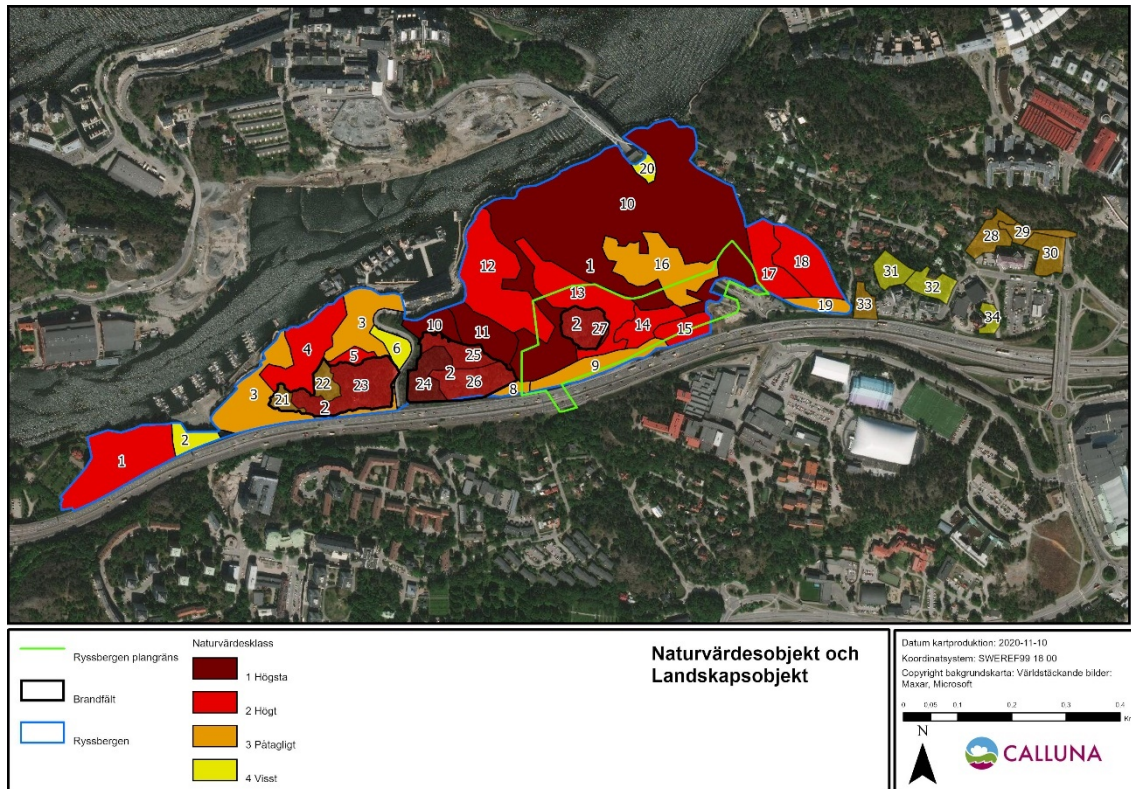 20
10
28
29
30
12
1
16
17
18
31
32
13
19
33
34
3
10
11
2
27
14
15
4
6
5
25
9
22
23
24
2
26
8
3
21
2
1
2
Ryssbergen plangräns
Brandfält
Ryssbergen
Naturvärdesklass
1 Högsta
2 Högt
3 Påtagligt
4 Visst
Naturvärdesobjekt och
Landskapsobjekt
Datum kartproduktion: 2020-11-10
Koordinatsystem: SWEREF99 18 00
Copyright bakgrundskarta: Världstäckande bilder:
Maxar, Microsoft
0 0.05 0.1 0.2 0.3 0.4
Km
N
CALLUNA